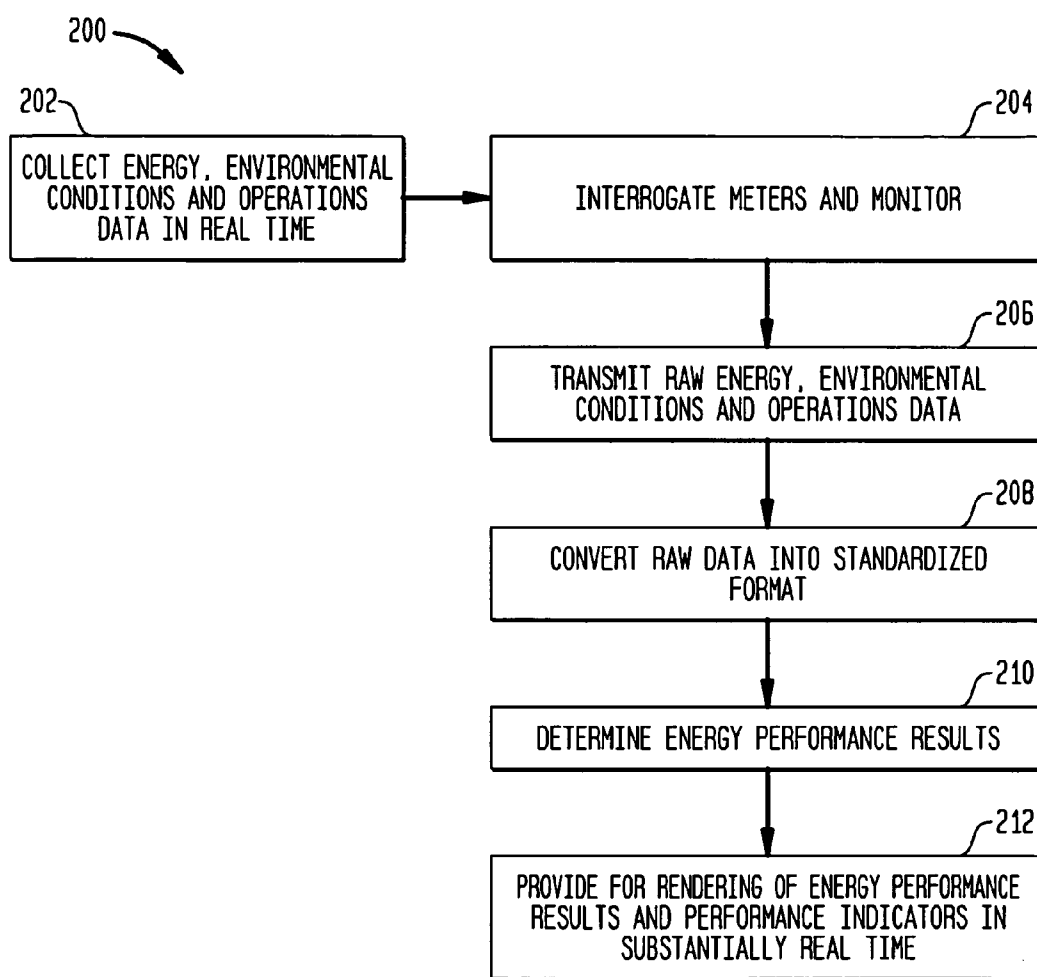 200
202
COLLECT ENERGY, ENVIRONMENTAL
CONDITIONS AND OPERATIONS
DATA IN REAL TIME
204
INTERROGATE METERS AND MONITOR
206
TRANSMIT RAW ENERGY, ENVIRONMENTAL
CONDITIONS AND OPERATIONS DATA
208
CONVERT RAW DATA INTO STANDARDIZED
FORMAT
210
DETERMINE ENERGY PERFORMANCE RESULTS
212
PROVIDE FOR RENDERING OF ENERGY PERFORMANCE
RESULTS AND PERFORMANCE INDICATORS IN
SUBSTANTIALLY REAL TIME